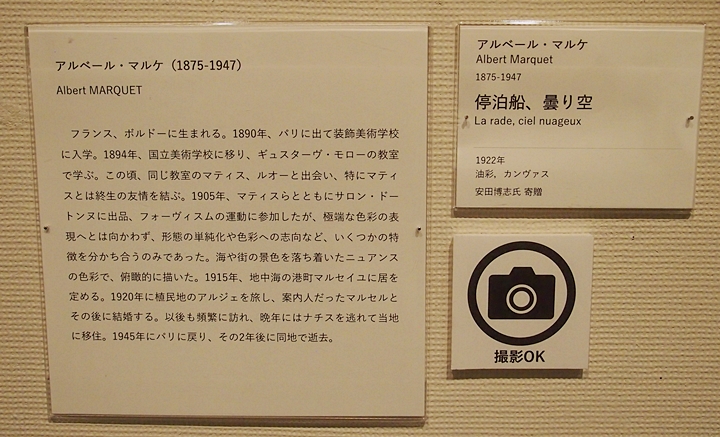 アルベール・マルケ（1875-1947）
Albert MARQUET
フランス、ボルドーに生まれる。1890年、パリに出て装飾美術学校
に入学。1894年、国立美術学校に移り、ギュスターヴ・モローの教室
で学ぶ。この頃、同じ教室のマティス、ルオーと出会い、特にマティ
スとは終生の友情を結ぶ。1905年、マティスらとともにサロン・ドー
トンヌに出品、フォーヴィスムの運動に参加したが、極端な色彩の表
現へとは向かわず、形態の単純化や色彩への志向など、いくつかの特
徴を分かち合うのみであった。海や街の景色を落ち着いたニュアンス
の色彩で、俯瞰的に描いた。1915年、地中海の港町マルセイユに居を
定める。1920年に植民地のアルジェを旅し、案内人だったマルセルと
その後に結婚する。以後も頻繁に訪れ、晩年にはナチスを逃れて当地
に移住。1945年にパリに戻り、その2年後に同地で逝去。
アルベール・マルケ
Albert Marquet
1875-1947
停泊船、曇り空
La rade, ciel nuageux
1922年
油彩、カンヴァス
安田博志氏 寄贈
撮影OK